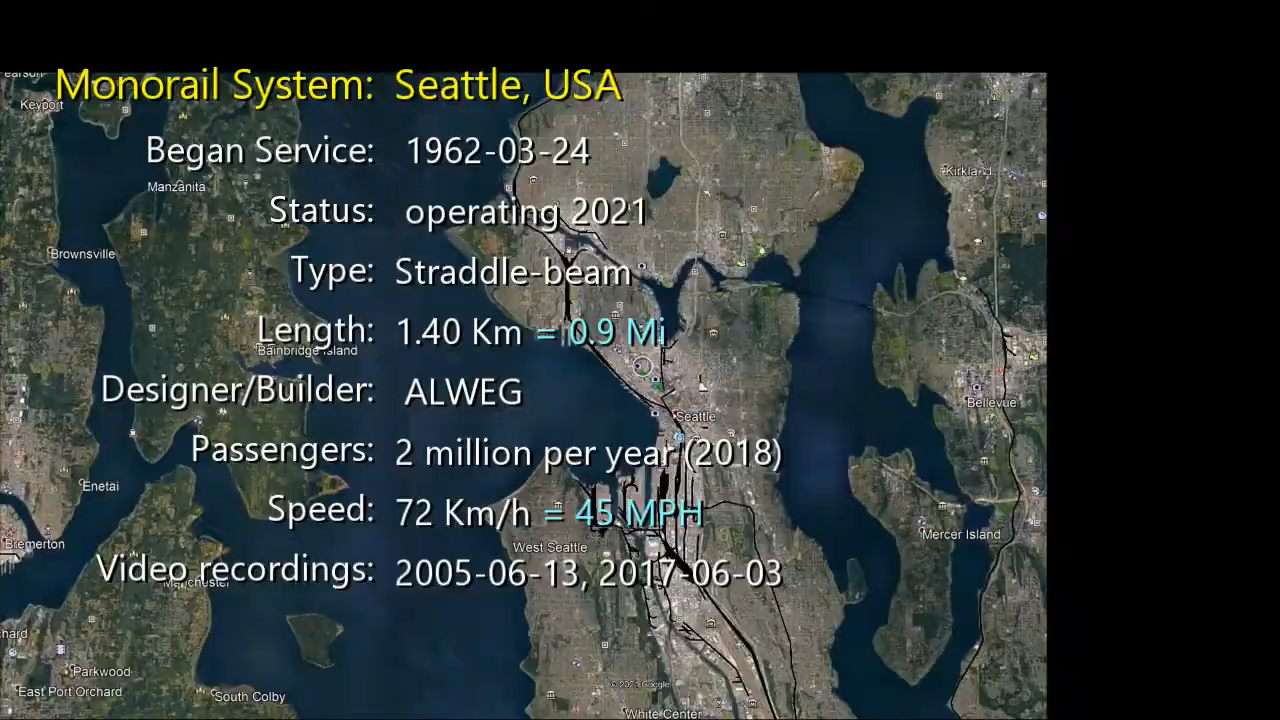 Monorail System: Seattle, USA
Keyport
Began Service: 1962-03-24
Kirkland
Manzanita
Status: operating 2021
Brownsville
Type: Straddle-beam
Length: 1.40 Km = 0.9 Mi
Bainbridge Island
Designer/Builder: ALWEG
Bellevue
Seattle
Passengers: 2 million per year (2018)
Enetai
Speed: 72 Km/h = 45 MPH
Mercer Island
Bremerton
West Seattle
Video recordings: 2005-06-13, 2017-06-03
Manchester
Parkwood
East Port Orchard
South Colby
White Center